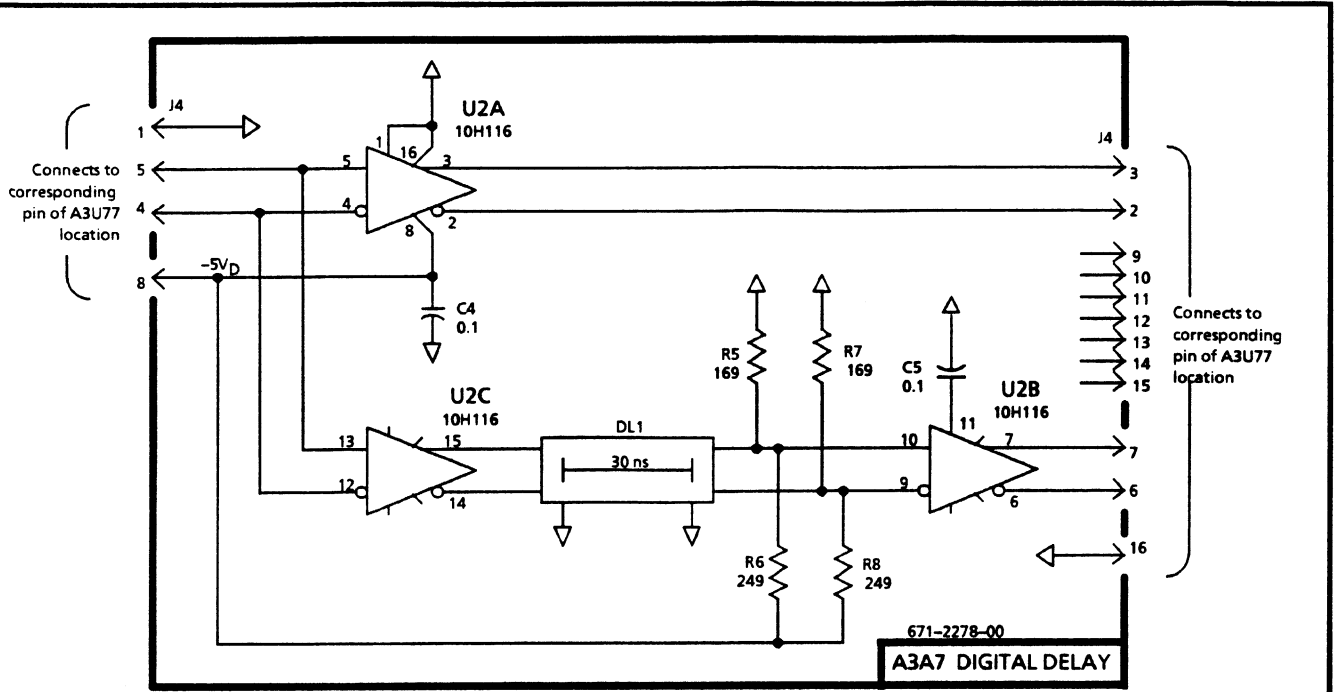 J4
1
Connects to
corresponding
pin of A3U77
location
5
4
8
-5VD
U2A
10H116
1
16
5
4
3
2
8
C4
0.1
J4
3
2
9
10
11
12
13
14
15
7
6
16
Connects to
corresponding
pin of A3U77
location
U2C
10H116
13
12
15
14
DL1
30 ns
R5
169
R7
169
C5
0.1
U2B
10H116
11
10
9
7
6
R6
249
R8
249
671-2278-00
A3A7 DIGITAL DELAY